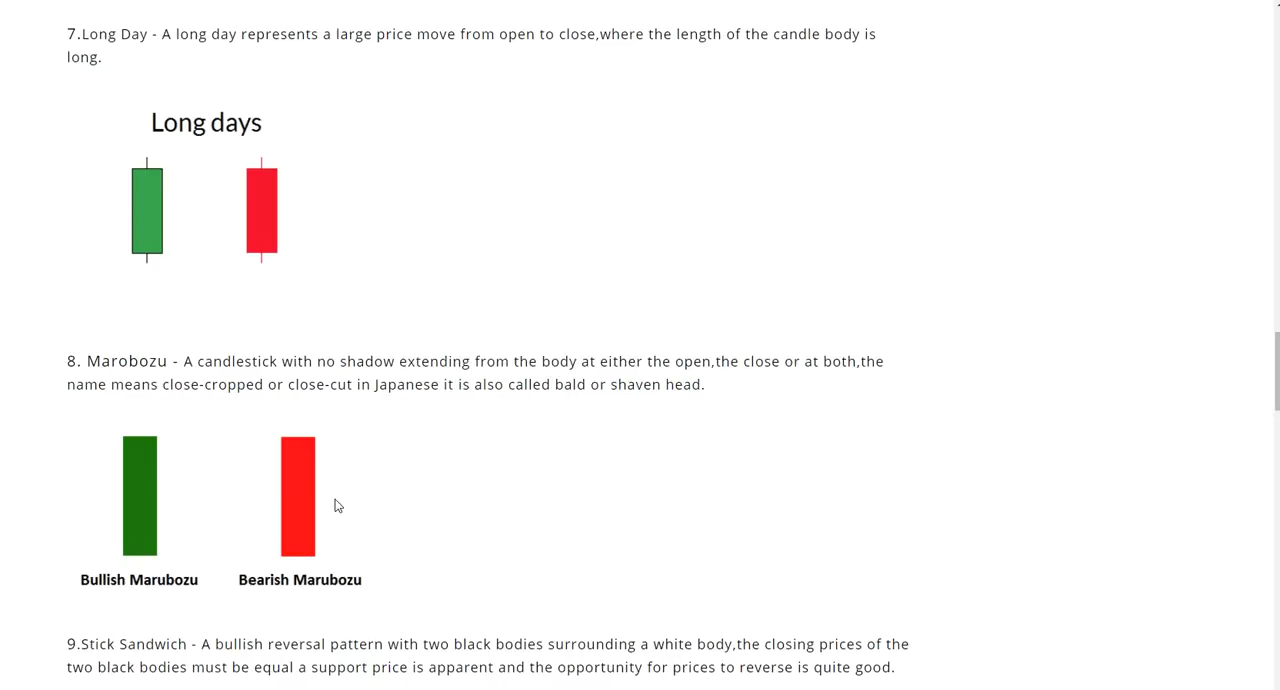 7.Long Day - A long day represents a large price move from open to close,where the length of the candle body is
long.
Long days
8. Marobozu - A candlestick with no shadow extending from the body at either the open,the close or at both,the
name means close-cropped or close-cut in Japanese it is also called bald or shaven head.
Bullish Marubozu
Bearish Marubozu
9.Stick Sandwich - A bullish reversal pattern with two black bodies surrounding a white body,the closing prices of the
two black bodies must be equal a support price is apparent and the opportunity for prices to reverse is quite good.